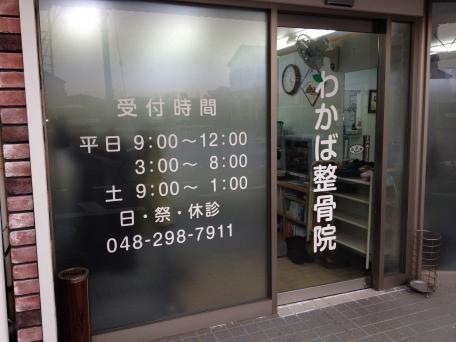 受付時間
平日 9:00〜12:00
3:00〜 8:00
土 9:00〜 1:00
日・祭・休診
048-298-7911
わかば整骨院